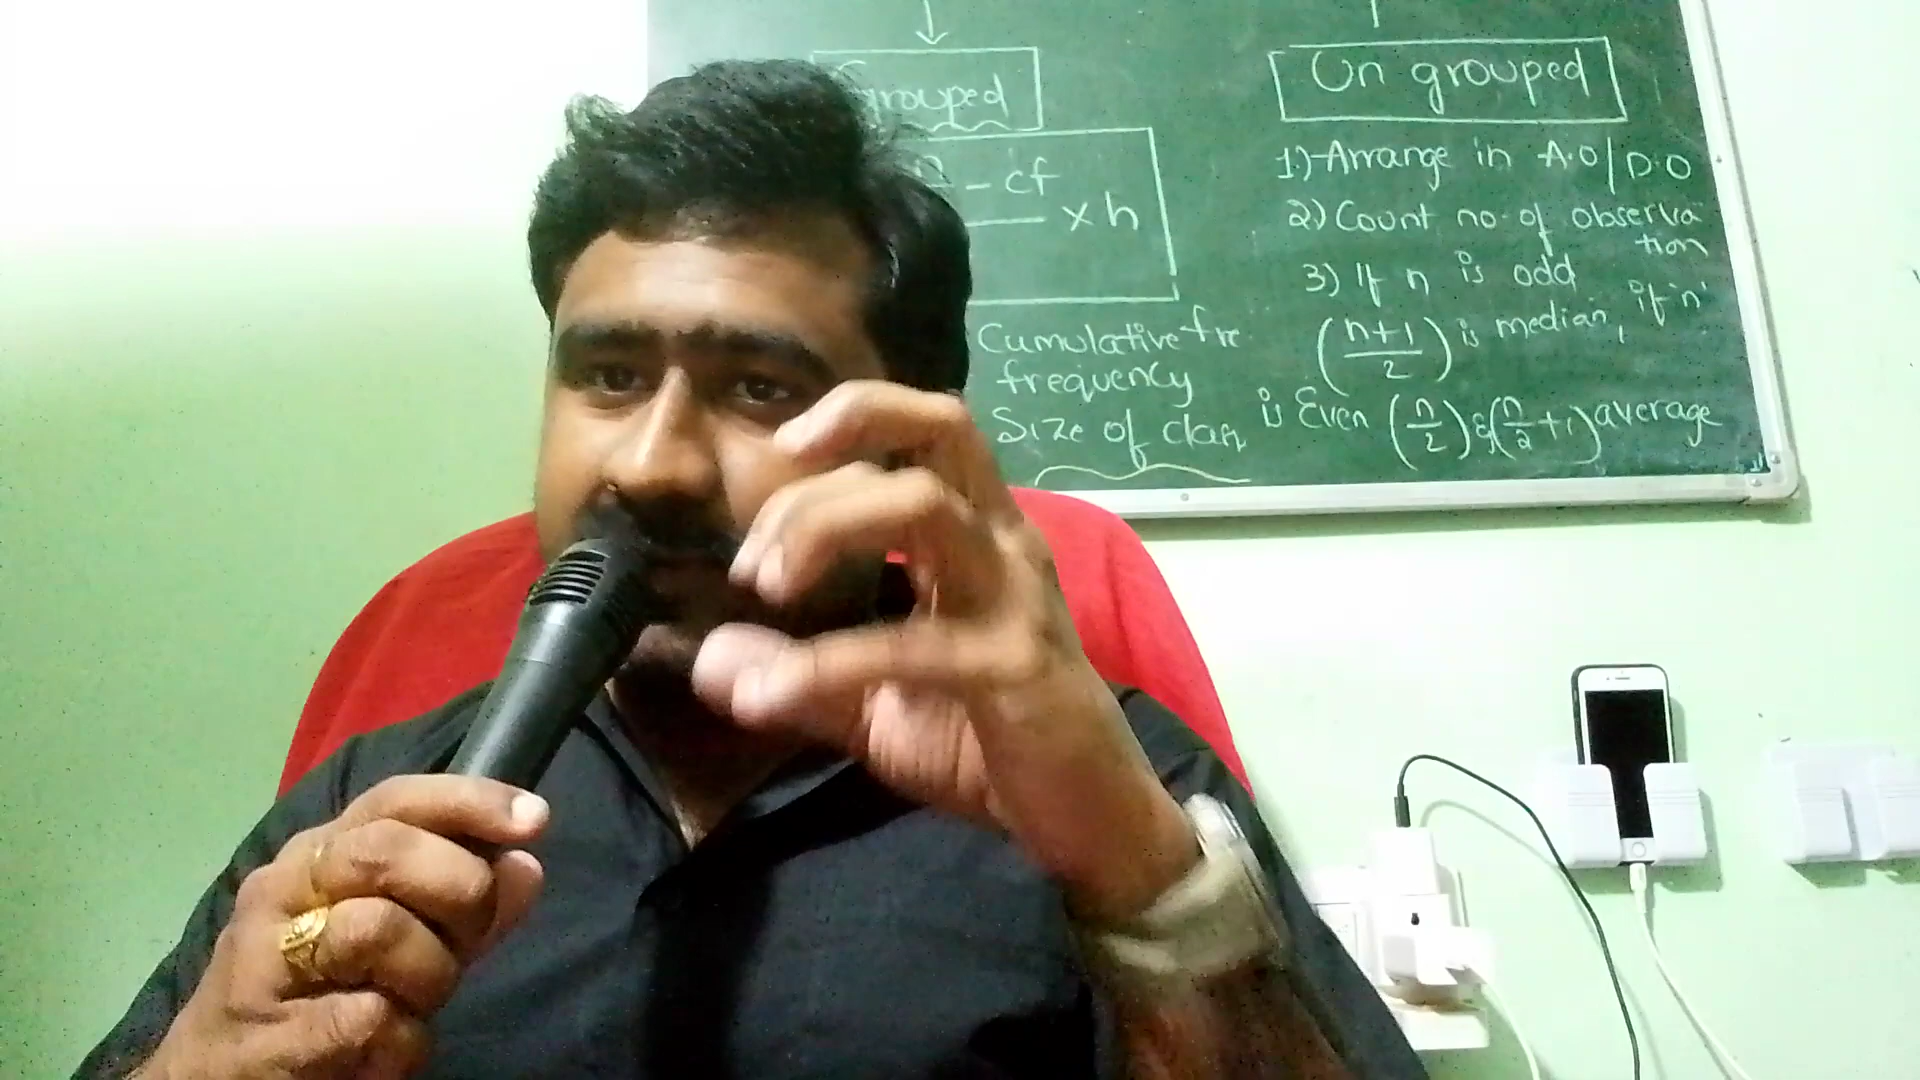 Grouped
n - cf
× h
Cumulative fre
frequency
Size of class
Un grouped
1) Arrange in A.O/D.O
2) Count no. of observa
tion
3) If n is odd
(n+1/2) is median, if 'n'
is Even (n/2) & (n/2+1) average